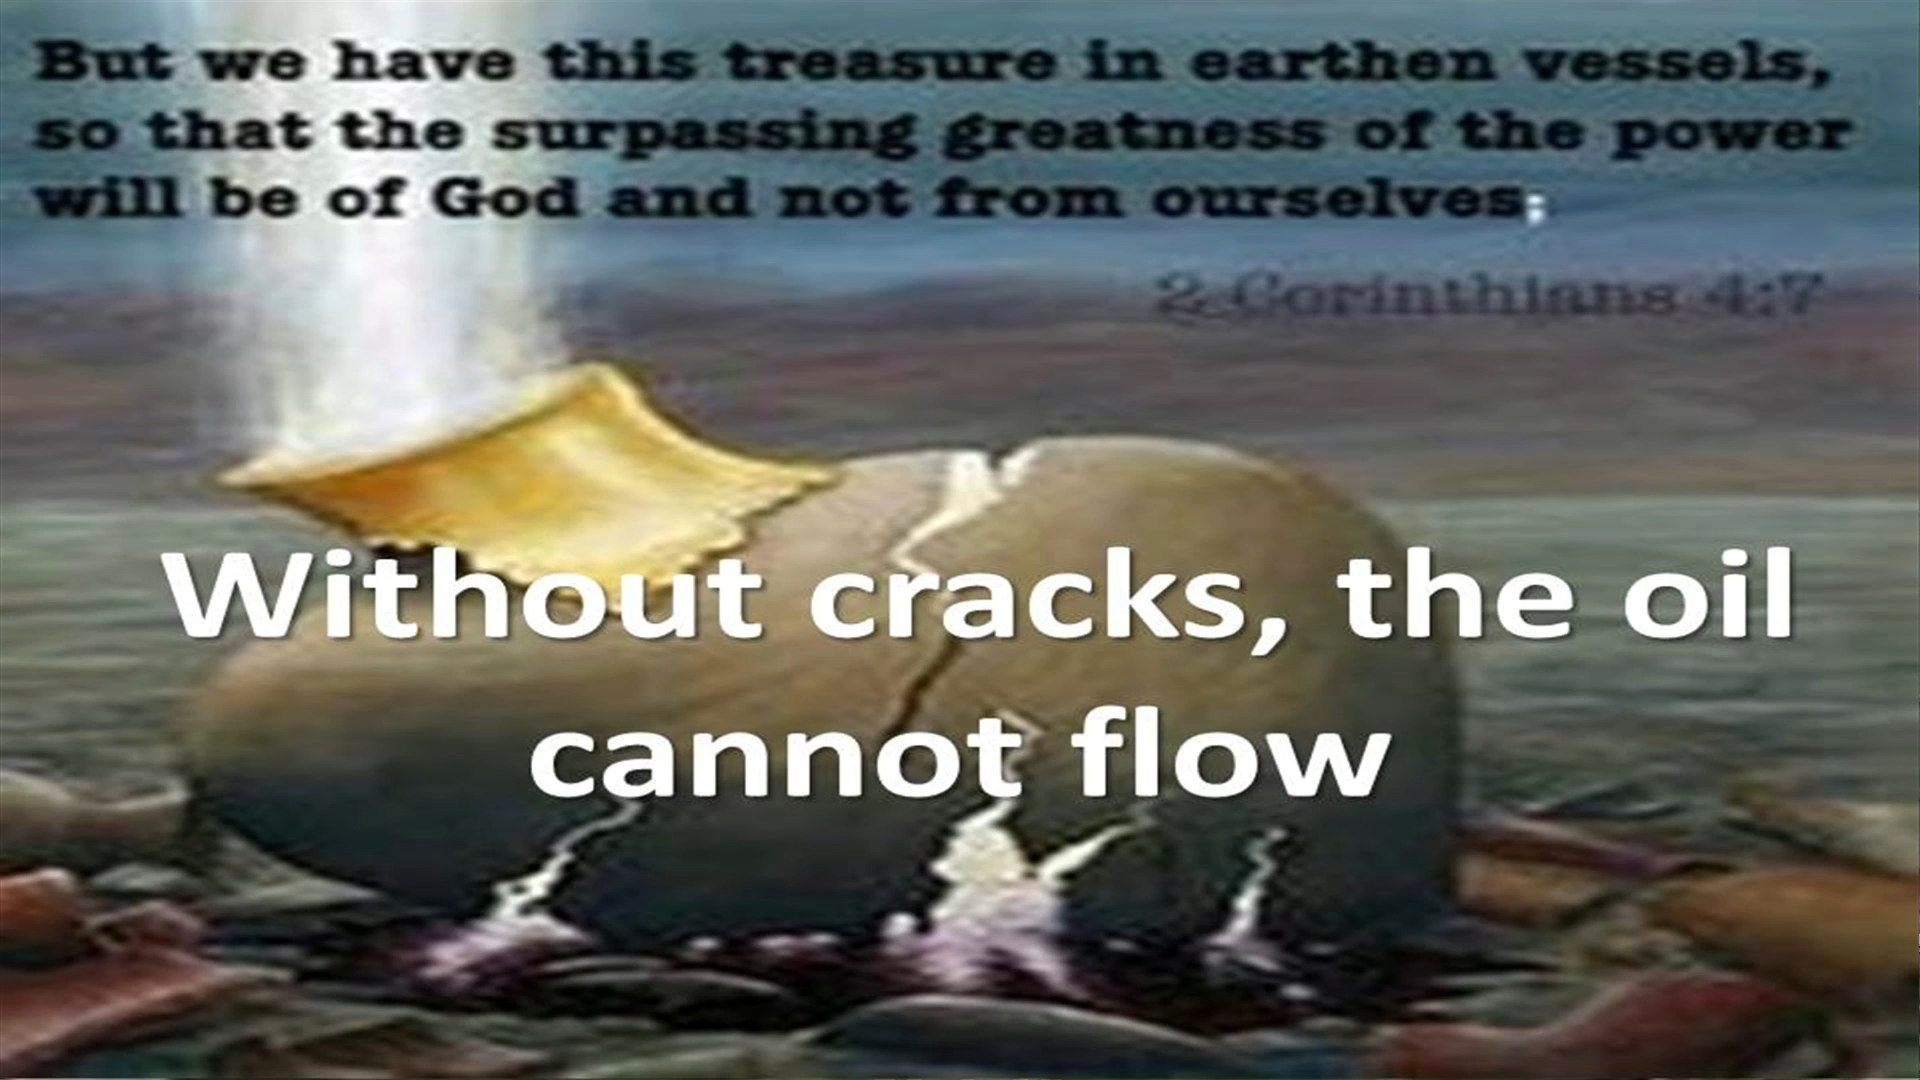 But we have this treasure in earthen vessels,
so that the surpassing greatness of the power
will be of God and not from ourselves;
2 Corinthians 4:7
Without cracks, the oil
cannot flow